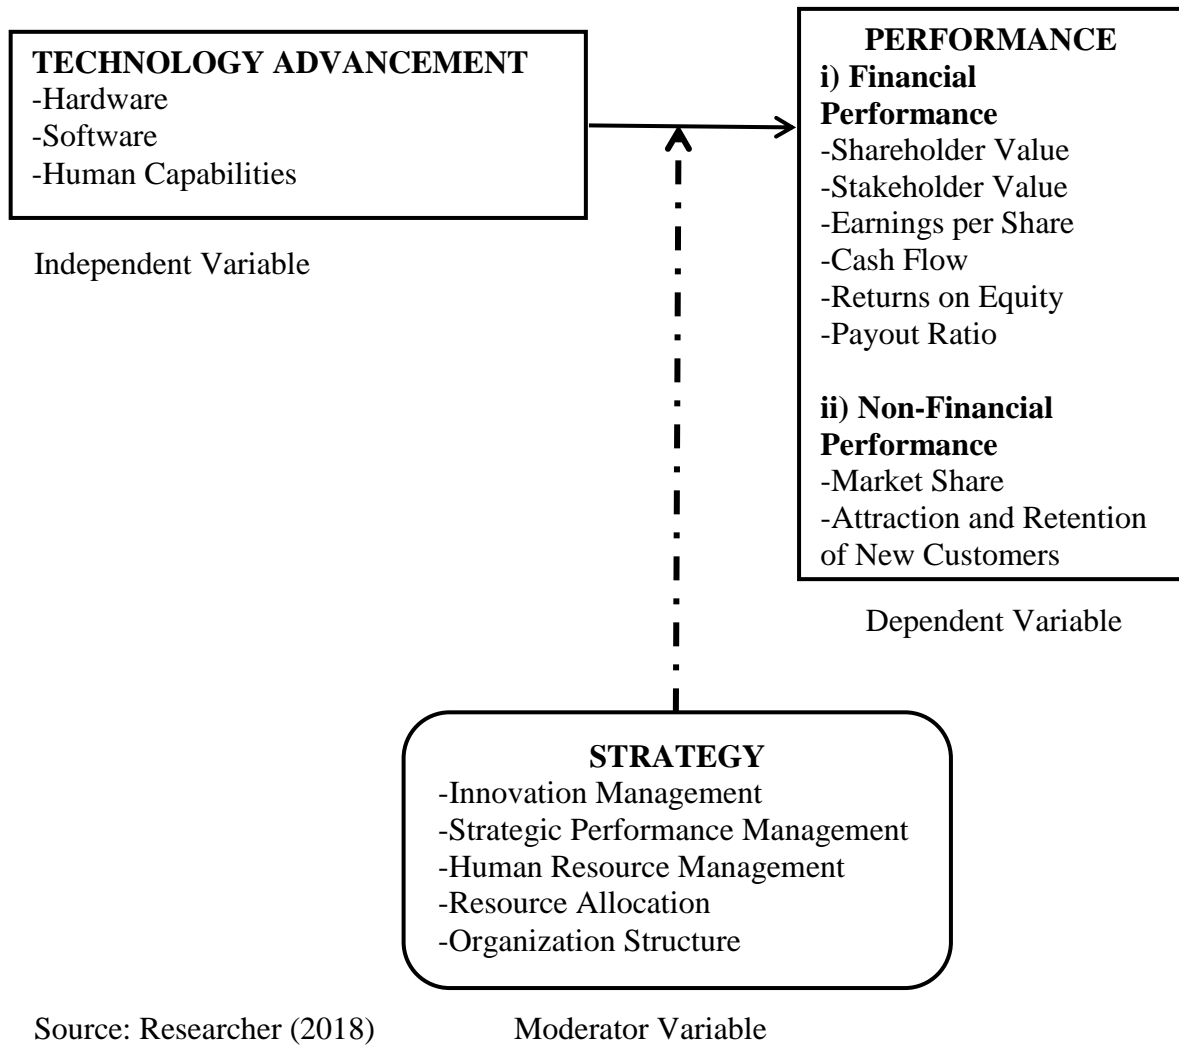 TECHNOLOGY ADVANCEMENT
-Hardware
-Software
-Human Capabilities
Independent Variable
PERFORMANCE
i) Financial
Performance
-Shareholder Value
-Stakeholder Value
-Earnings per Share
-Cash Flow
-Returns on Equity
-Payout Ratio
ii) Non-Financial
Performance
-Market Share
-Attraction and Retention
of New Customers
Dependent Variable
STRATEGY
-Innovation Management
-Strategic Performance Management
-Human Resource Management
-Resource Allocation
-Organization Structure
Source: Researcher (2018)
Moderator Variable